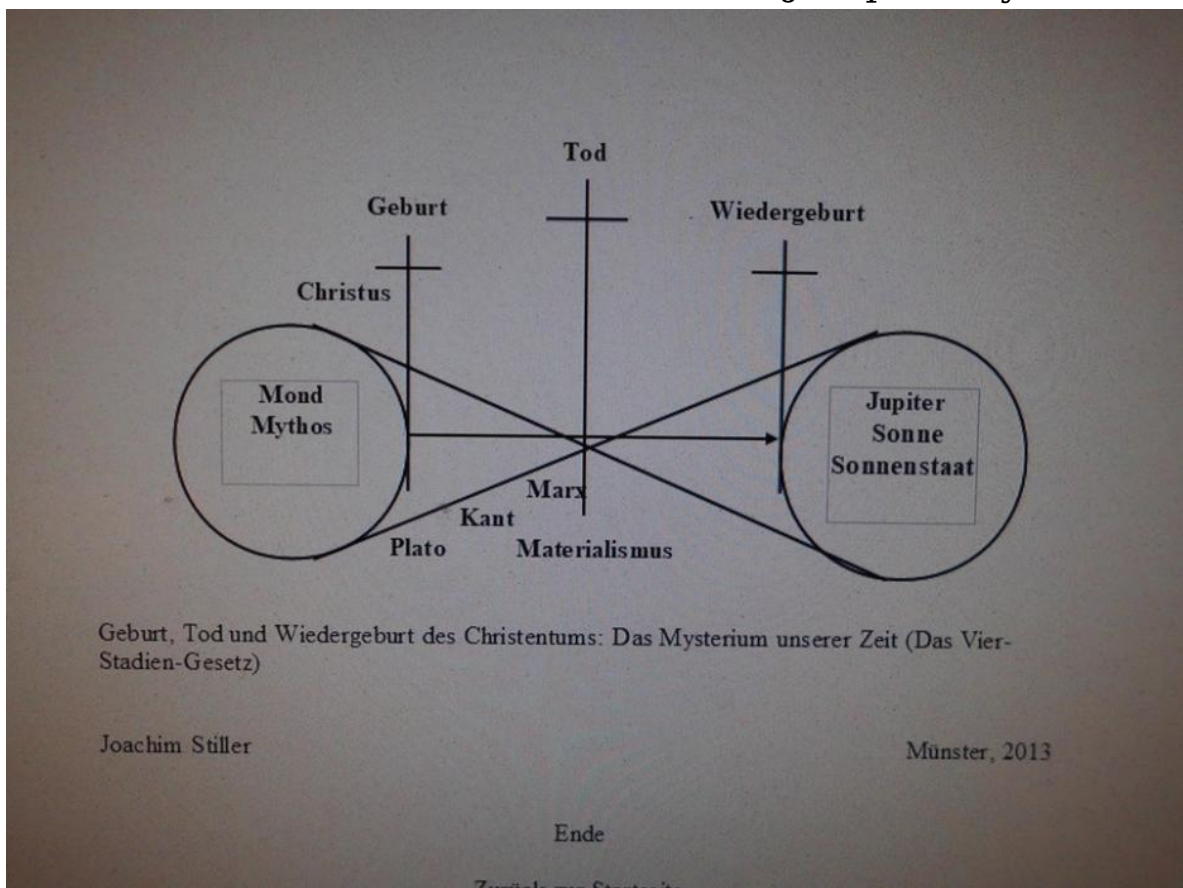 Tod
Geburt
Wiedergeburt
Christus
Mond
Mythos
Jupiter
Sonne
Sonnenstaat
Marx
Kant
Plato
Materialismus
Geburt, Tod und Wiedergeburt des Christentums: Das Mysterium unserer Zeit (Das Vier-
Stadien-Gesetz)
Joachim Stiller
Münster, 2013
Ende